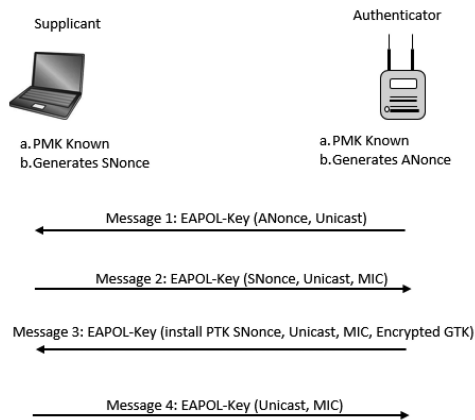 Supplicant
Authenticator
a. PMK Known
b. Generates SNonce
a. PMK Known
b. Generates ANonce
Message 1: EAPOL-Key (ANonce, Unicast)
Message 2: EAPOL-Key (SNonce, Unicast, MIC)
Message 3: EAPOL-Key (install PTK SNonce, Unicast, MIC, Encrypted GTK)
Message 4: EAPOL-Key (Unicast, MIC)